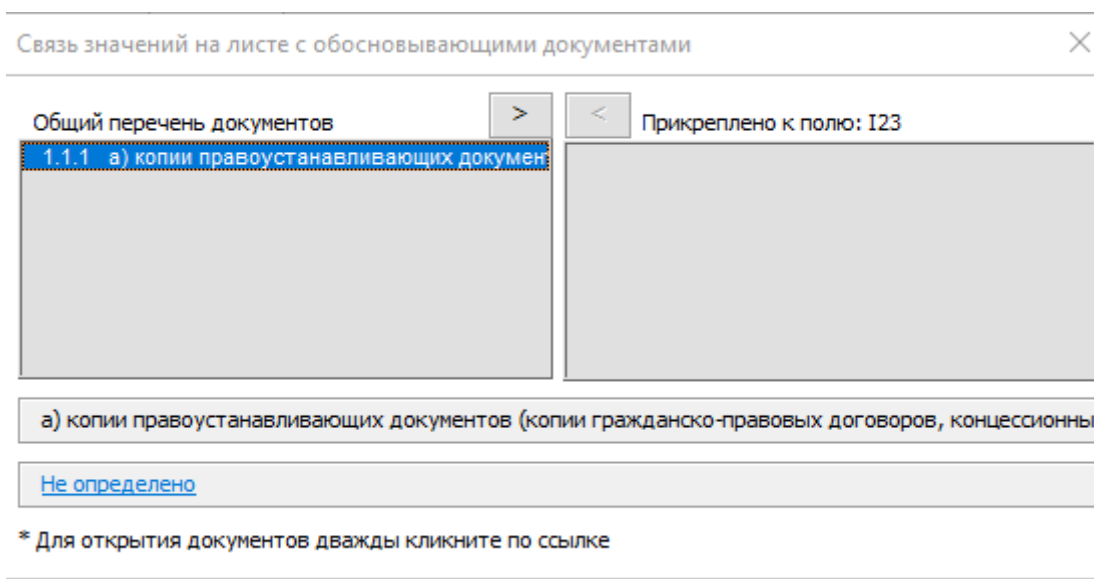 Связь значений на листе с обосновывающими документами
Общий перечень документов
>
<
Прикреплено к полю: I23
1.1.1 а) копии правоустанавливающих докумен
а) копии правоустанавливающих документов (копии гражданско-правовых договоров, концессионны
Не определено
* Для открытия документов дважды кликните по ссылке